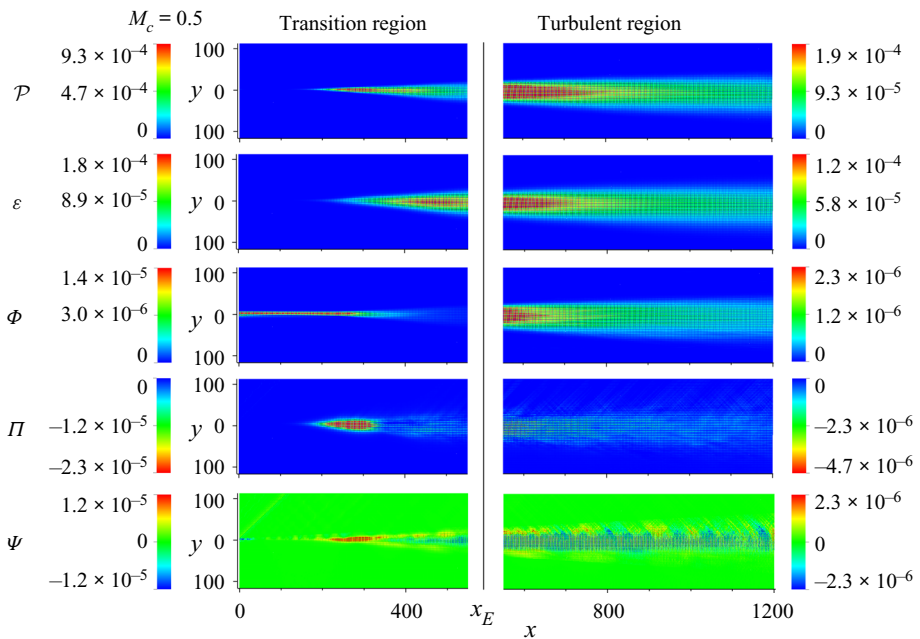 M_c = 0.5 Transition region Turbulent region
9.3 × 10⁻⁴ 100 1.9 × 10⁻⁴
𝒫 4.7 × 10⁻⁴ y 0 9.3 × 10⁻⁵
0 100 0
1.8 × 10⁻⁴ 100 1.2 × 10⁻⁴
ε 8.9 × 10⁻⁵ y 0 5.8 × 10⁻⁵
0 100 0
1.4 × 10⁻⁵ 100 2.3 × 10⁻⁶
Φ 3.0 × 10⁻⁶ y 0 1.2 × 10⁻⁶
0 100 0
0 100 0
Π −1.2 × 10⁻⁵ y 0 −2.3 × 10⁻⁶
−2.3 × 10⁻⁵ 100 −4.7 × 10⁻⁶
1.2 × 10⁻⁵ 100 2.3 × 10⁻⁶
Ψ 0 y 0 0
−1.2 × 10⁻⁵ 100 −2.3 × 10⁻⁶
0 400 x_E 800 1200
x